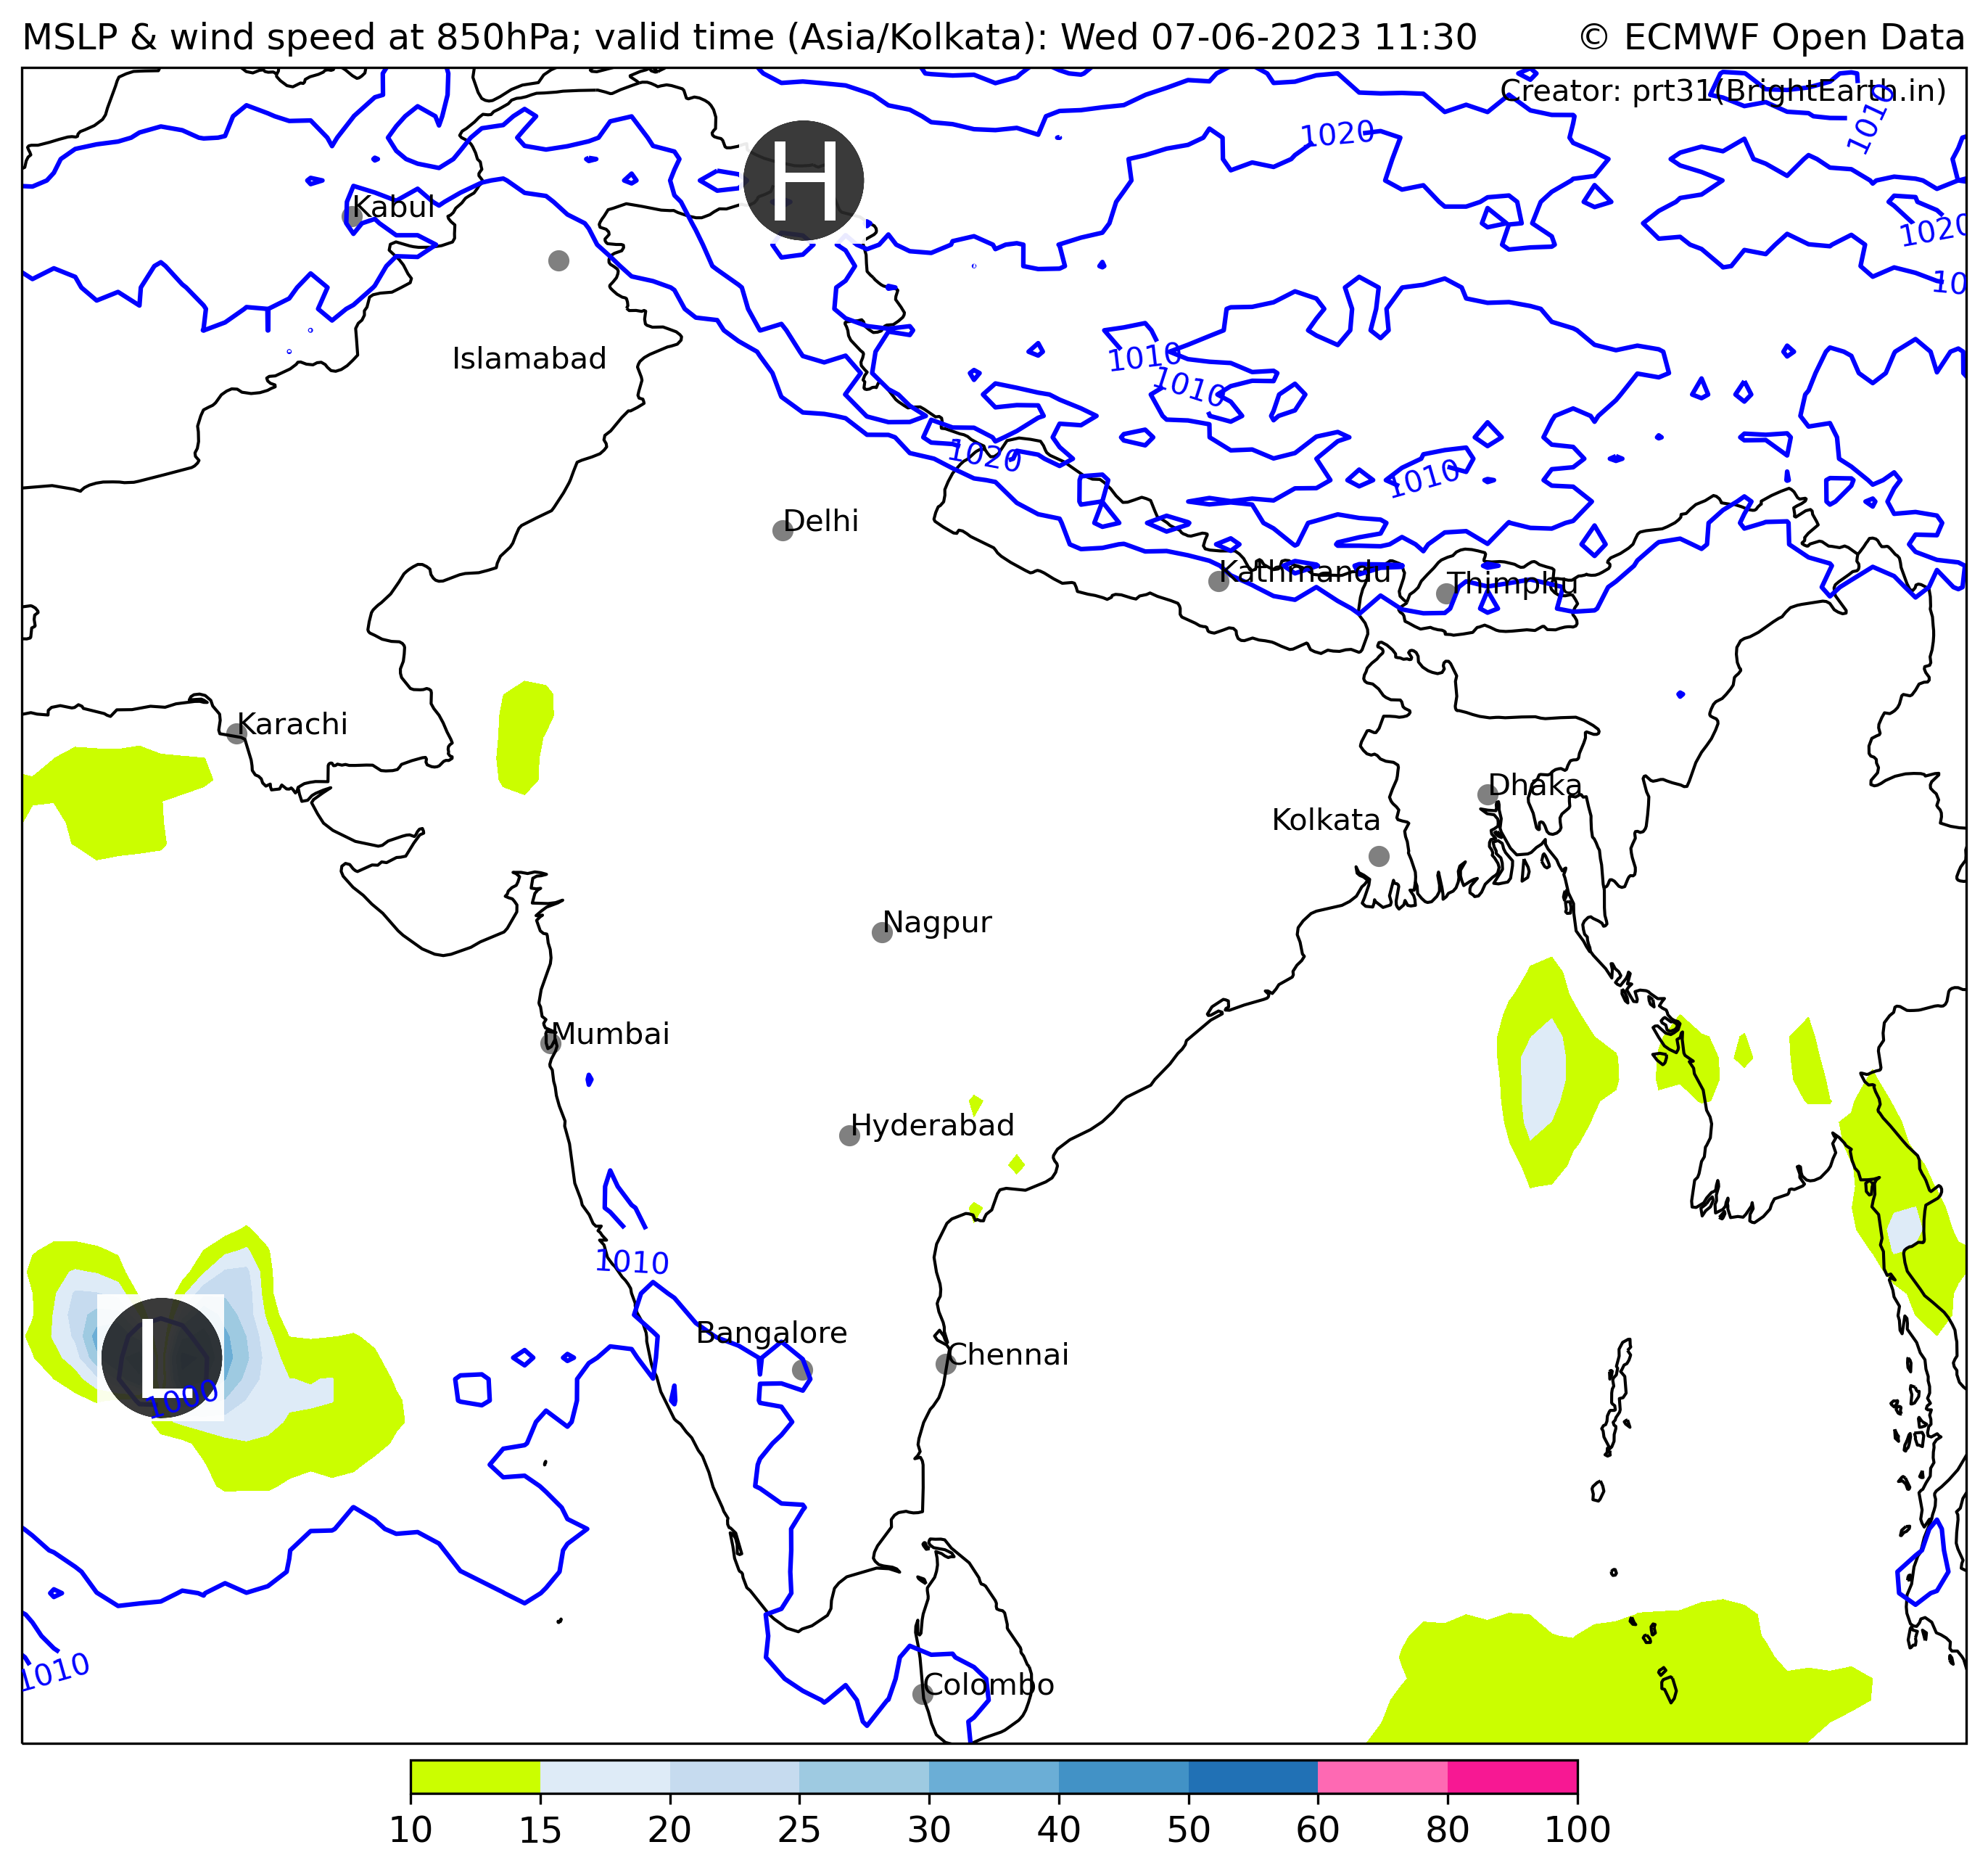 MSLP & wind speed at 850hPa; valid time (Asia/Kolkata): Wed 07-06-2023 11:30
© ECMWF Open Data
Creator: prt31(BrightEarth.in)
1010
1020
H
Kabul
1020
10
Islamabad
1010
1010
1020
1010
Delhi
Kathmandu
Thimphu
Karachi
Dhaka
Kolkata
Nagpur
Mumbai
Hyderabad
1010
Bangalore
Chennai
L
1000
1010
Colombo
10 15 20 25 30 40 50 60 80 100